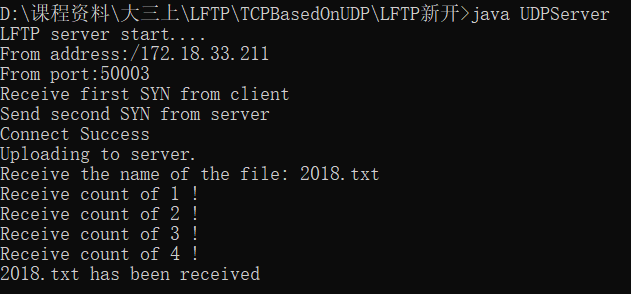 D:\课程资料\大三上\LFTP\TCPBasedOnUDP\LFTP新开>java UDPServer
LFTP server start....
From address:/172.18.33.211
From port:50003
Receive first SYN from client
Send second SYN from server
Connect Success
Uploading to server.
Receive the name of the file: 2018.txt
Receive count of 1 !
Receive count of 2 !
Receive count of 3 !
Receive count of 4 !
2018.txt has been received